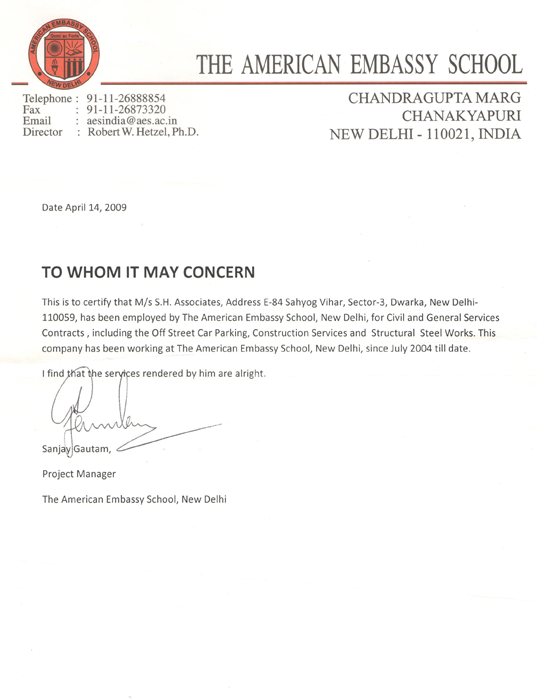 AMERICAN EMBASSY SCHOOL
NEW DELHI
THE AMERICAN EMBASSY SCHOOL
Telephone : 91-11-26888854
Fax : 91-11-26873320
Email : aesindia@aes.ac.in
Director : Robert W. Hetzel, Ph.D.
CHANDRAGUPTA MARG
CHANAKYAPURI
NEW DELHI - 110021, INDIA
Date April 14, 2009
TO WHOM IT MAY CONCERN
This is to certify that M/s S.H. Associates, Address E-84 Sahyog Vihar, Sector-3, Dwarka, New Delhi-
110059, has been employed by The American Embassy School, New Delhi, for Civil and General Services
Contracts , including the Off Street Car Parking, Construction Services and Structural Steel Works. This
company has been working at The American Embassy School, New Delhi, since July 2004 till date.
I find that the services rendered by him are alright.
Sanjay Gautam,
Project Manager
The American Embassy School, New Delhi